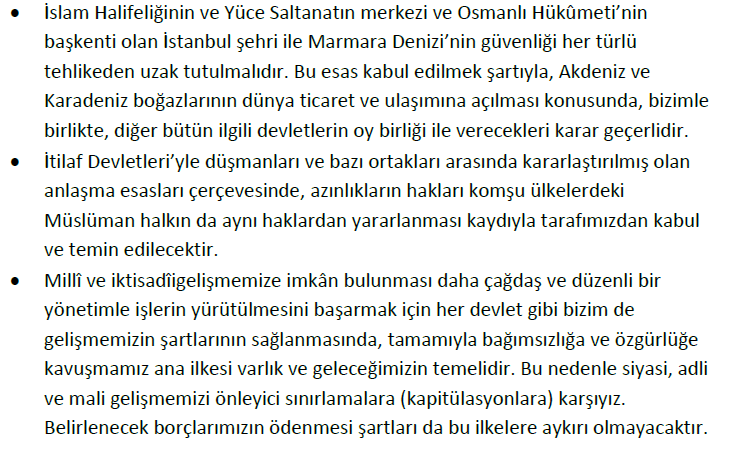 • İslam Halifeliğinin ve Yüce Saltanatın merkezi ve Osmanlı Hükûmeti’nin
başkenti olan İstanbul şehri ile Marmara Denizi’nin güvenliği her türlü
tehlikeden uzak tutulmalıdır. Bu esas kabul edilmek şartıyla, Akdeniz ve
Karadeniz boğazlarının dünya ticaret ve ulaşımına açılması konusunda, bizimle
birlikte, diğer bütün ilgili devletlerin oy birliği ile verecekleri karar geçerlidir.
• İtilaf Devletleri’yle düşmanları ve bazı ortakları arasında kararlaştırılmış olan
anlaşma esasları çerçevesinde, azınlıkların hakları komşu ülkelerdeki
Müslüman halkın da aynı haklardan yararlanması kaydıyla tarafımızdan kabul
ve temin edilecektir.
• Millî ve iktisadîigelişmemize imkân bulunması daha çağdaş ve düzenli bir
yönetimle işlerin yürütülmesini başarmak için her devlet gibi bizim de
gelişmemizin şartlarının sağlanmasında, tamamıyla bağımsızlığa ve özgürlüğe
kavuşmamız ana ilkesi varlık ve geleceğimizin temelidir. Bu nedenle siyasi, adli
ve mali gelişmemizi önleyici sınırlamalara (kapitülasyonlara) karşıyız.
Belirlenecek borçlarımızın ödenmesi şartları da bu ilkelere aykırı olmayacaktır.